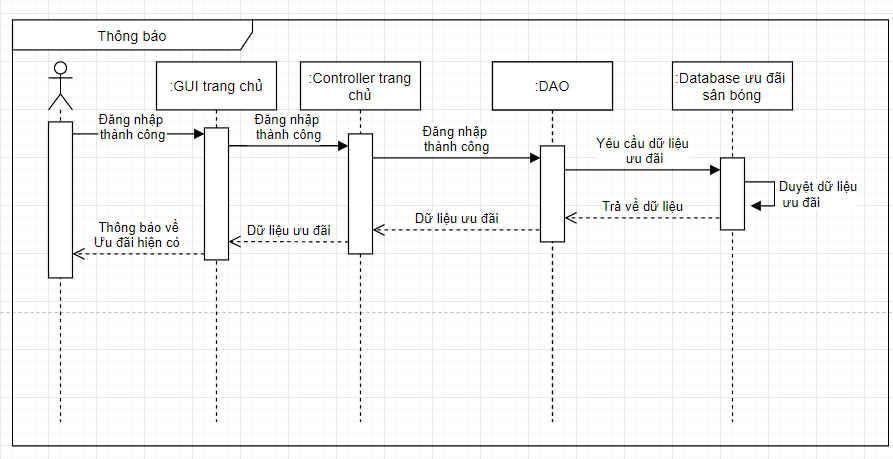 Thông báo
:GUI trang chủ
:Controller trang
chủ
:DAO
:Database ưu đãi
sân bóng
Đăng nhập
thành công
Đăng nhập
thành công
Đăng nhập
thành công
Yêu cầu dữ liệu
ưu đãi
Duyệt dữ liệu
ưu đãi
Trả về dữ liệu
Dữ liệu ưu đãi
Dữ liệu ưu đãi
Thông báo về
Ưu đãi hiện có